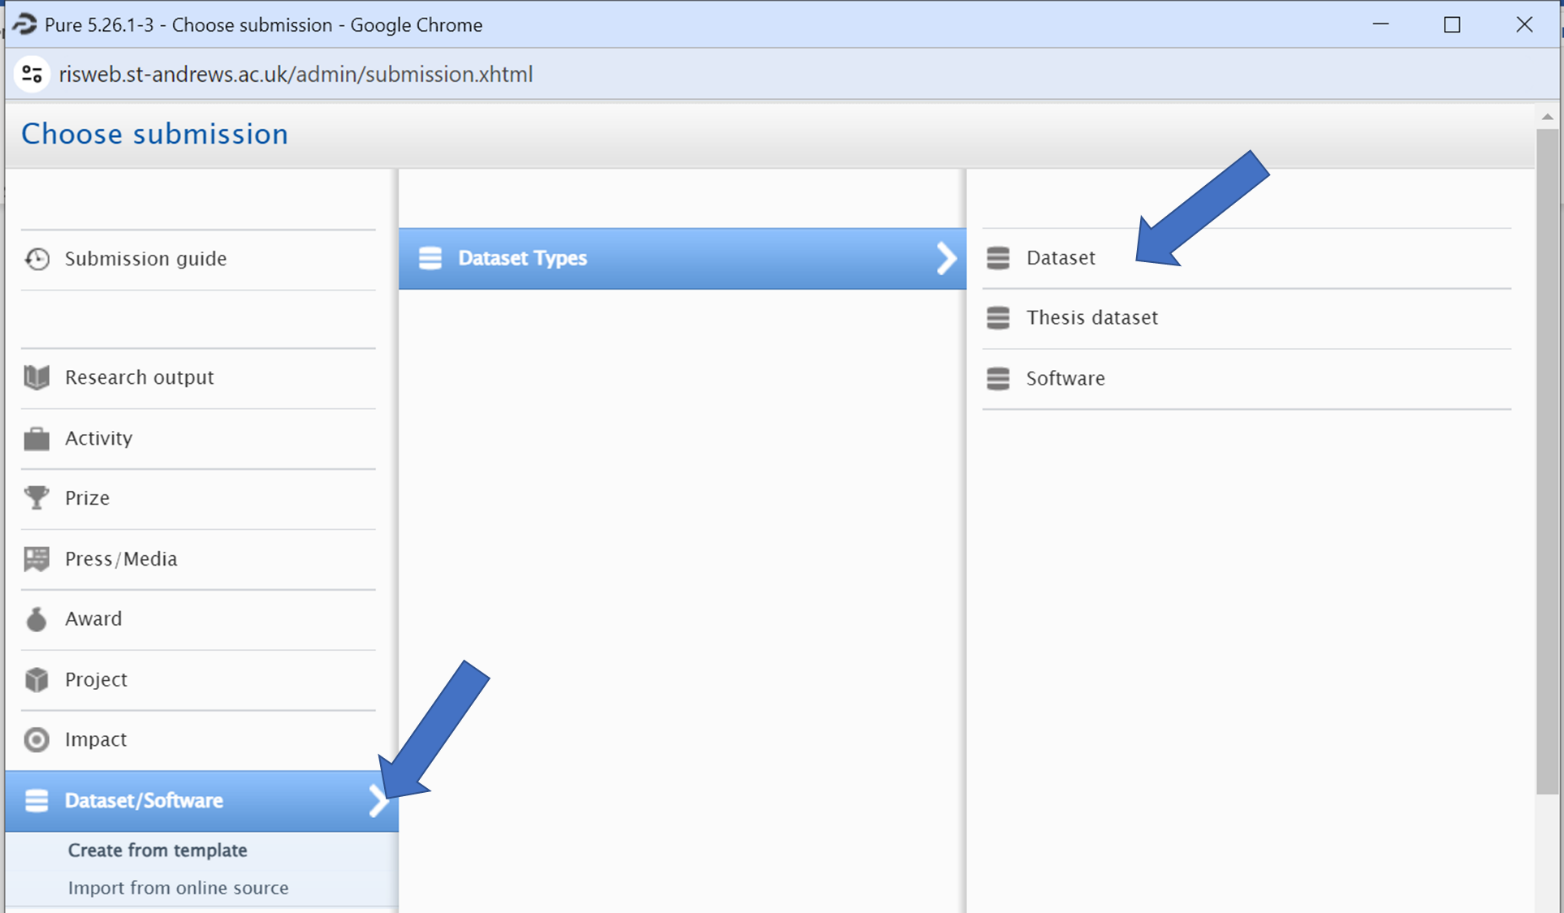 Pure 5.26.1-3 - Choose submission - Google Chrome
risweb.st-andrews.ac.uk/admin/submission.xhtml
Choose submission
Submission guide
Research output
Activity
Prize
Press/Media
Award
Project
Impact
Dataset/Software
Create from template
Import from online source
Dataset Types
Dataset
Thesis dataset
Software